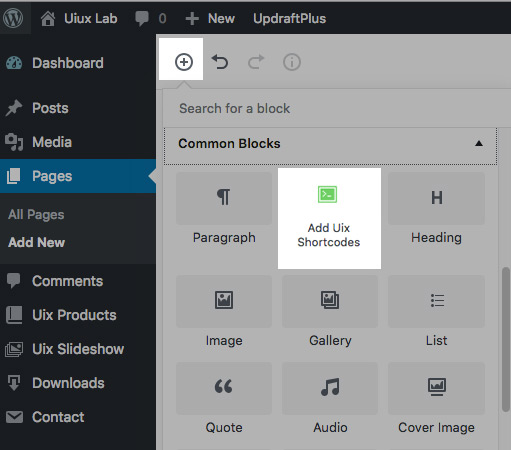 Uiux Lab 0 + New UpdraftPlus
Dashboard
Posts
Media
Pages
All Pages
Add New
Comments
Uix Products
Uix Slideshow
Downloads
Contact
Search for a block
Common Blocks
Paragraph
Add Uix
Shortcodes
H
Heading
Image
Gallery
List
Quote
Audio
Cover Image